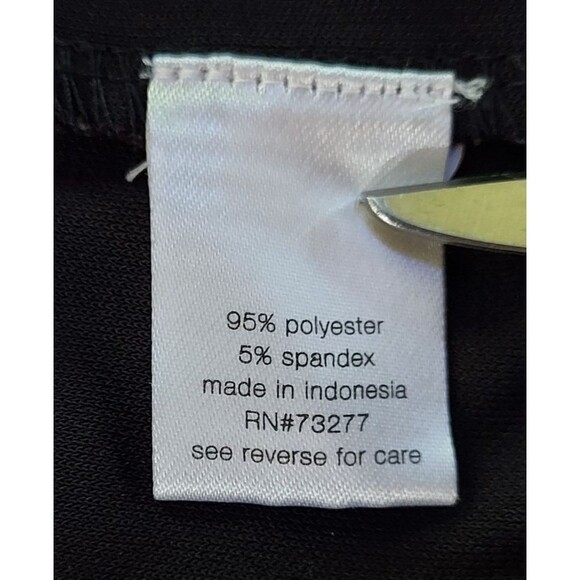 95% polyester
5% spandex
made in indonesia
RN#73277
see reverse for care